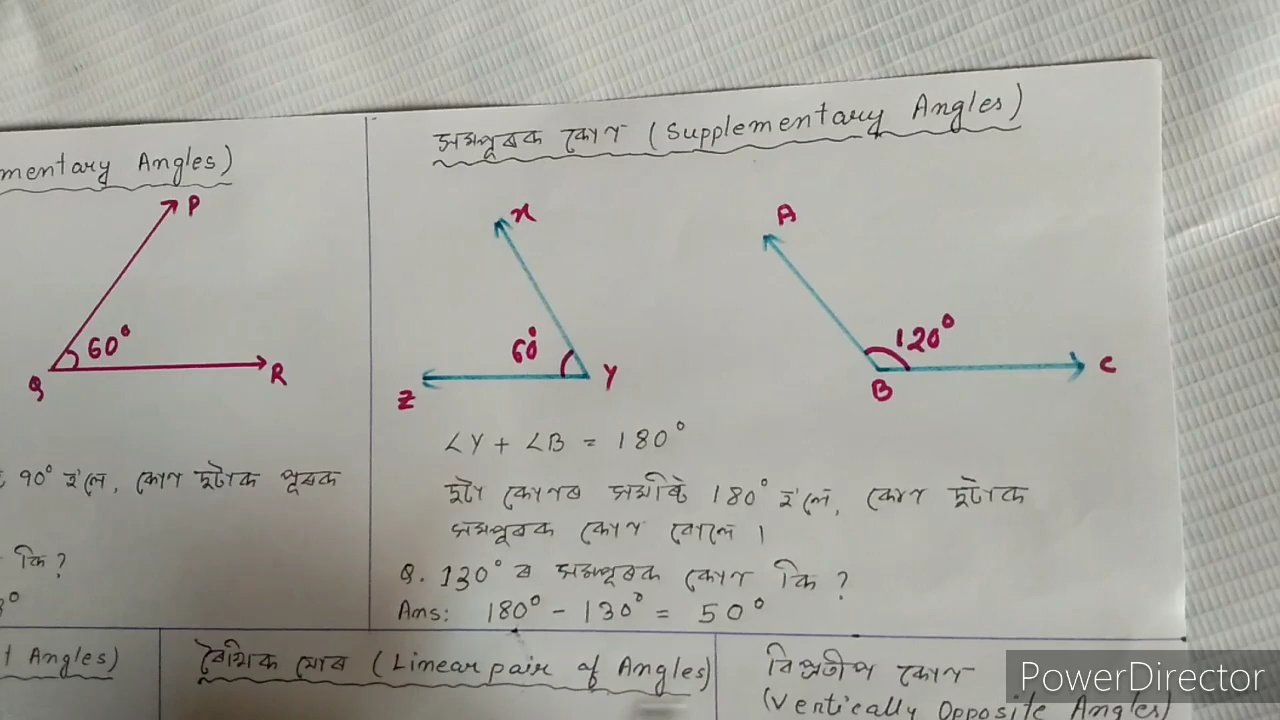 mentary Angles)
P
60°
Q
R
90° হ'লে, কোণ দুটাক পূৰক
কি?
সম্পূৰক কোণ (Supplementary Angles)
X
60°
Z
Y
A
120°
B
C
∠Y + ∠B = 180°
দুটা কোণৰ সমষ্টি 180° হ'লে, কোণ দুটাক
সম্পূৰক কোণ বোলে।
Q. 130° ৰ সম্পূৰক কোণ কি ?
Ans: 180° - 130° = 50°
t Angles)
ৰৈখিক যোৰ (Linear pair of Angles)
বিপ্ৰতীপ কোণ
(Vertically Opposite Angles)
PowerDirector